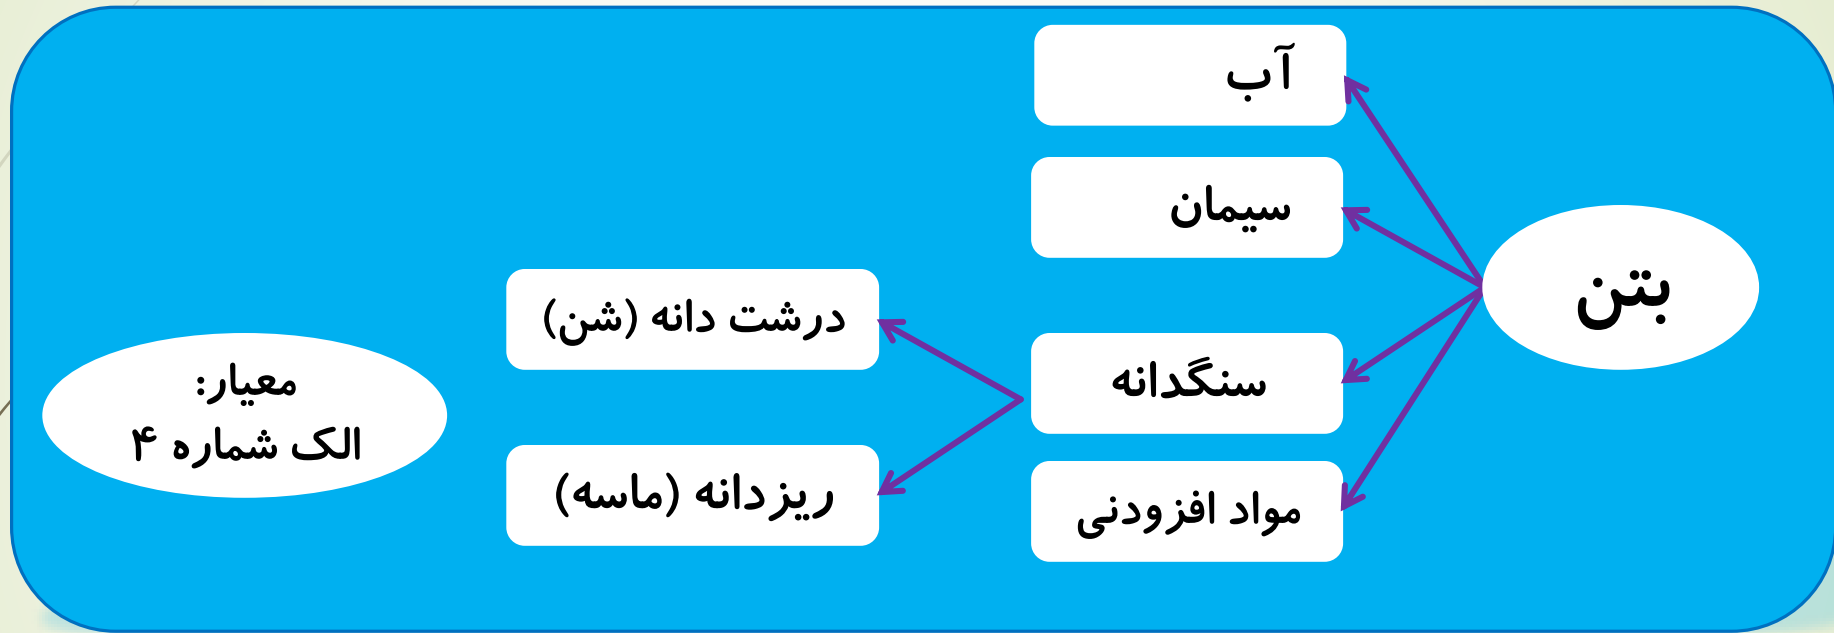 بتن
آب
سیمان
سنگدانه
مواد افزودنی
درشت دانه (شن)
ریزدانه (ماسه)
معیار:
الک شماره ۴